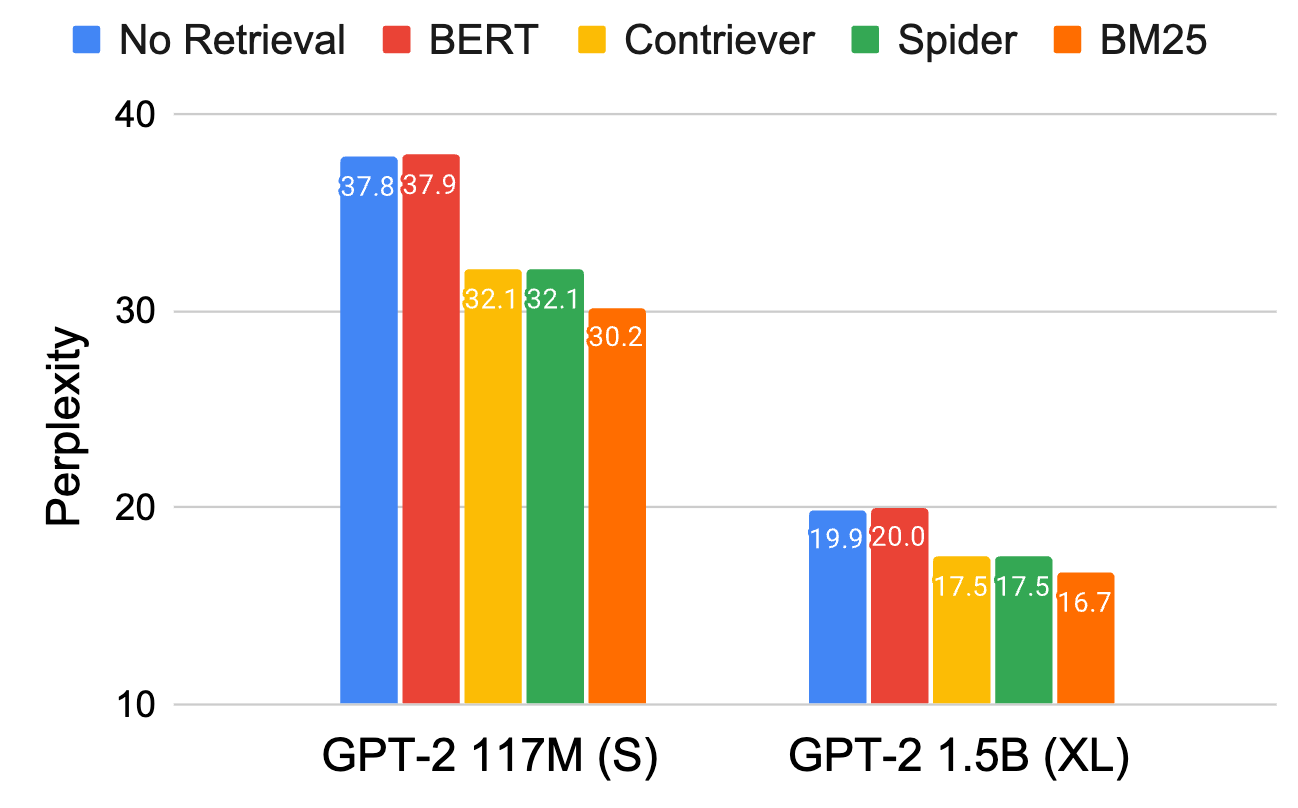 No Retrieval BERT Contriever Spider BM25
40
30
20
10
Perplexity
37.8 37.9 32.1 32.1 30.2
19.9 20.0 17.5 17.5 16.7
GPT-2 117M (S) GPT-2 1.5B (XL)